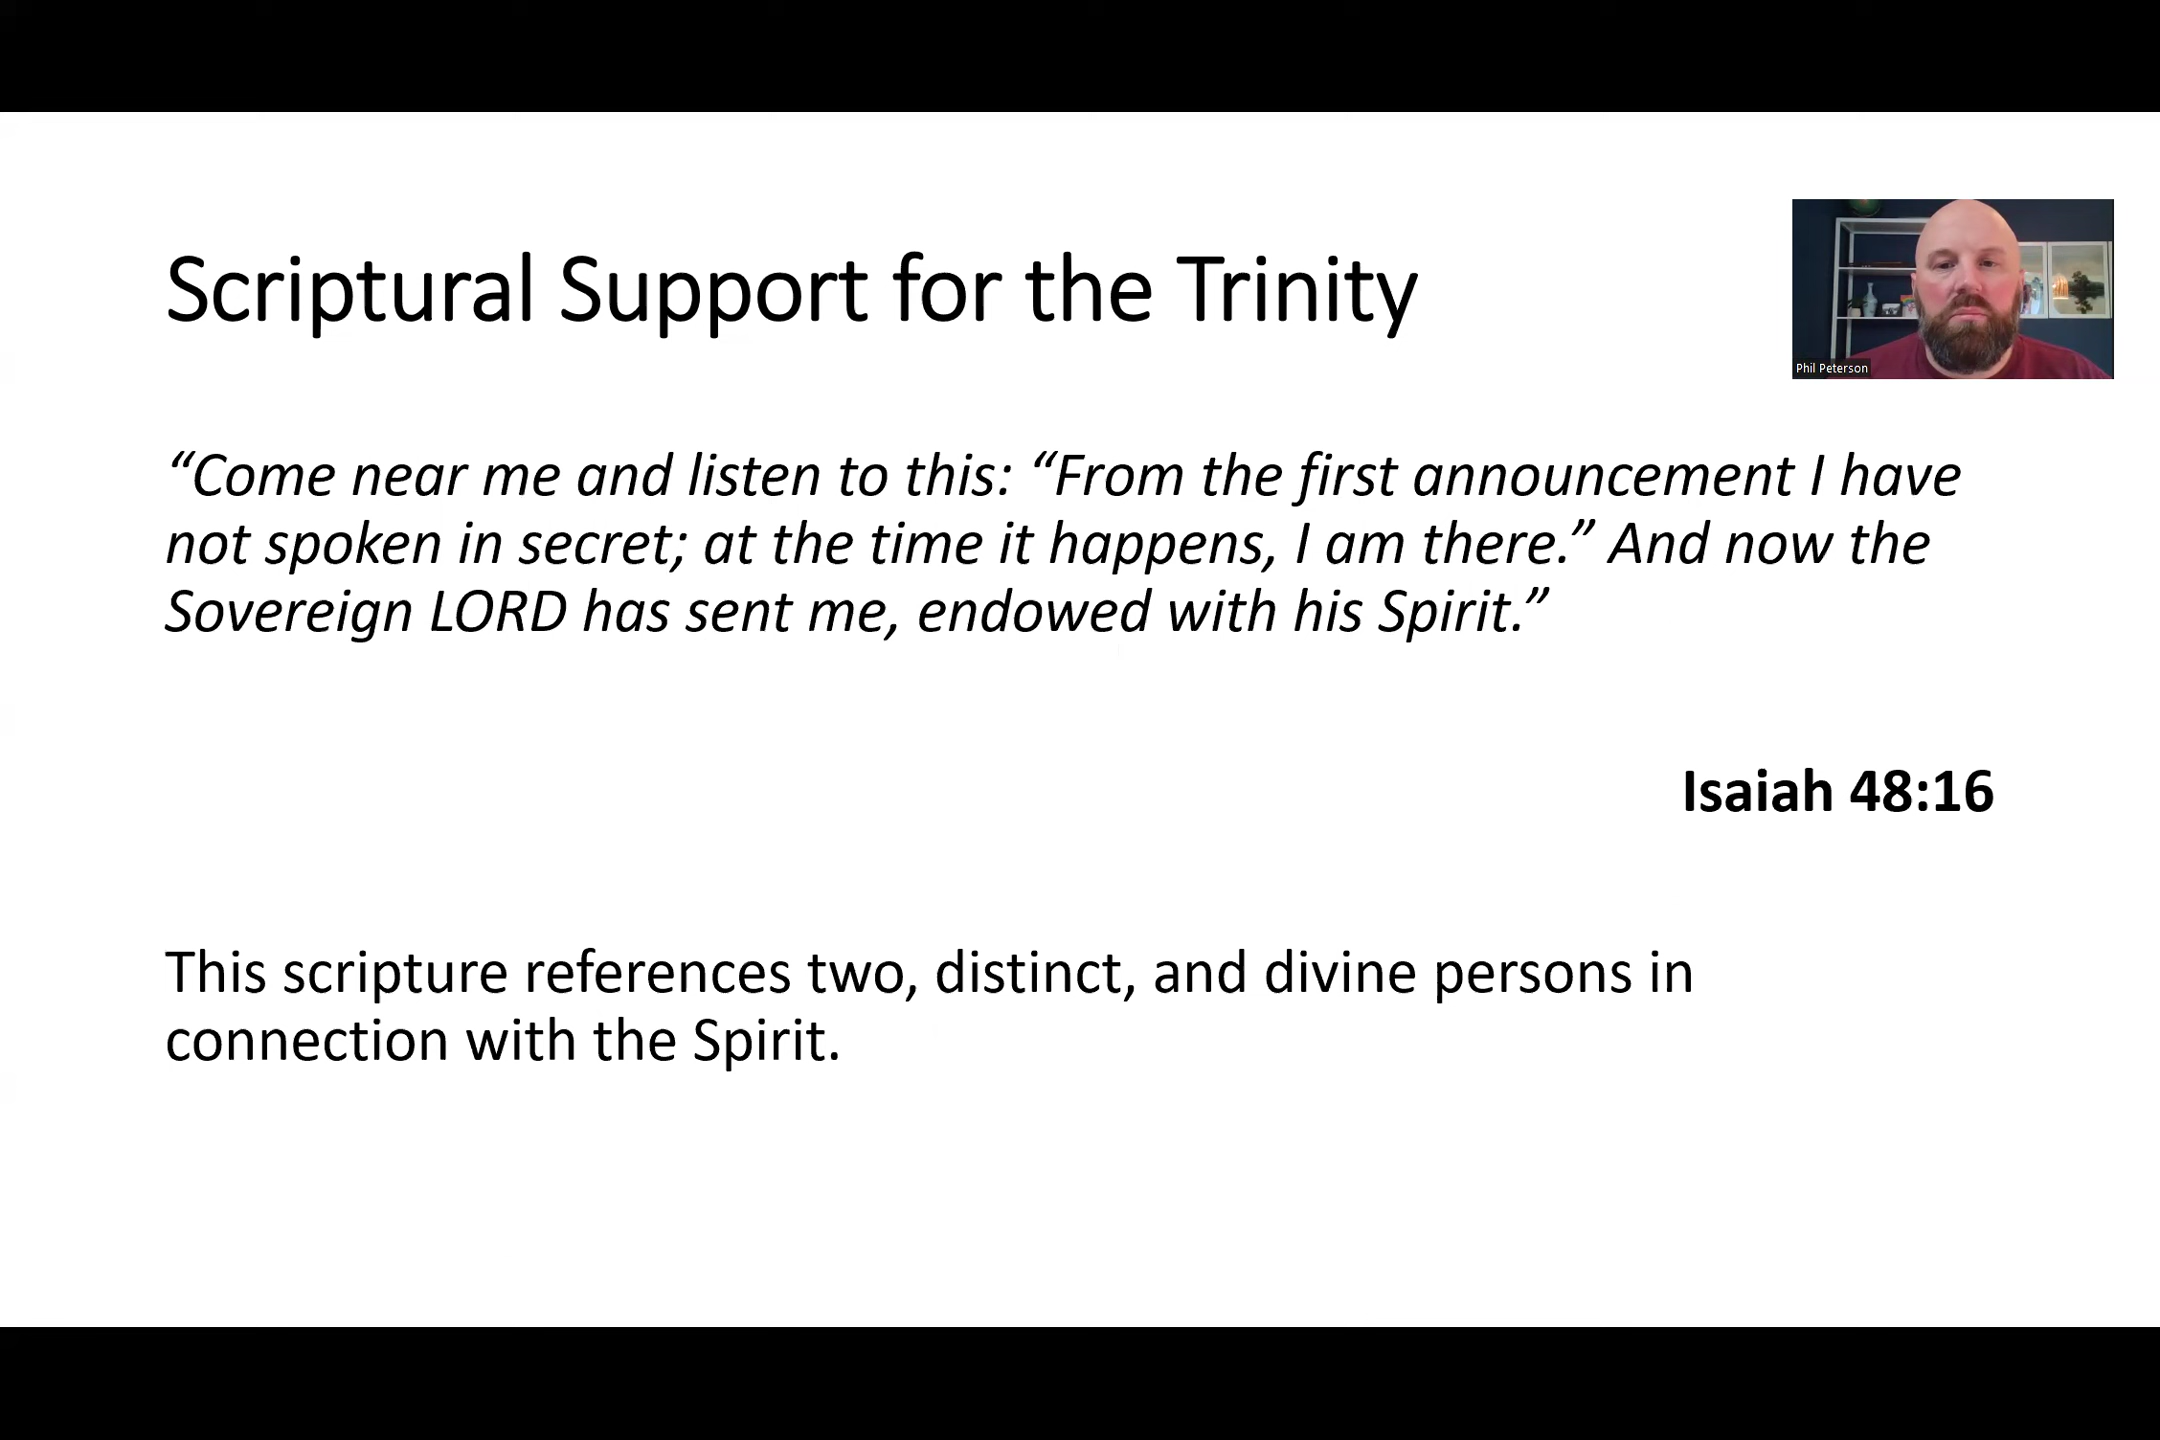 Scriptural Support for the Trinity
Phil Peterson
“Come near me and listen to this: “From the first announcement I have
not spoken in secret; at the time it happens, I am there.” And now the
Sovereign LORD has sent me, endowed with his Spirit.”
Isaiah 48:16
This scripture references two, distinct, and divine persons in
connection with the Spirit.